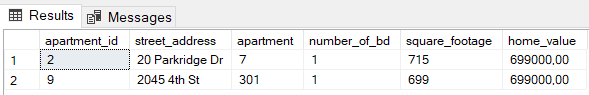 Results Messages
apartment_id street_address apartment number_of_bd square_footage home_value
1 2 20 Parkridge Dr 7 1 715 699000,00
2 9 2045 4th St 301 1 699 699000,00